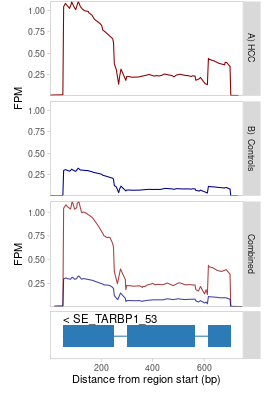 1.00
0.75
0.50
0.25
FPM
A) HCC
1.00
0.75
0.50
0.25
FPM
B) Controls
1.00
0.75
0.50
0.25
FPM
Combined
< SE_TARBP1_53
200
400
600
Distance from region start (bp)